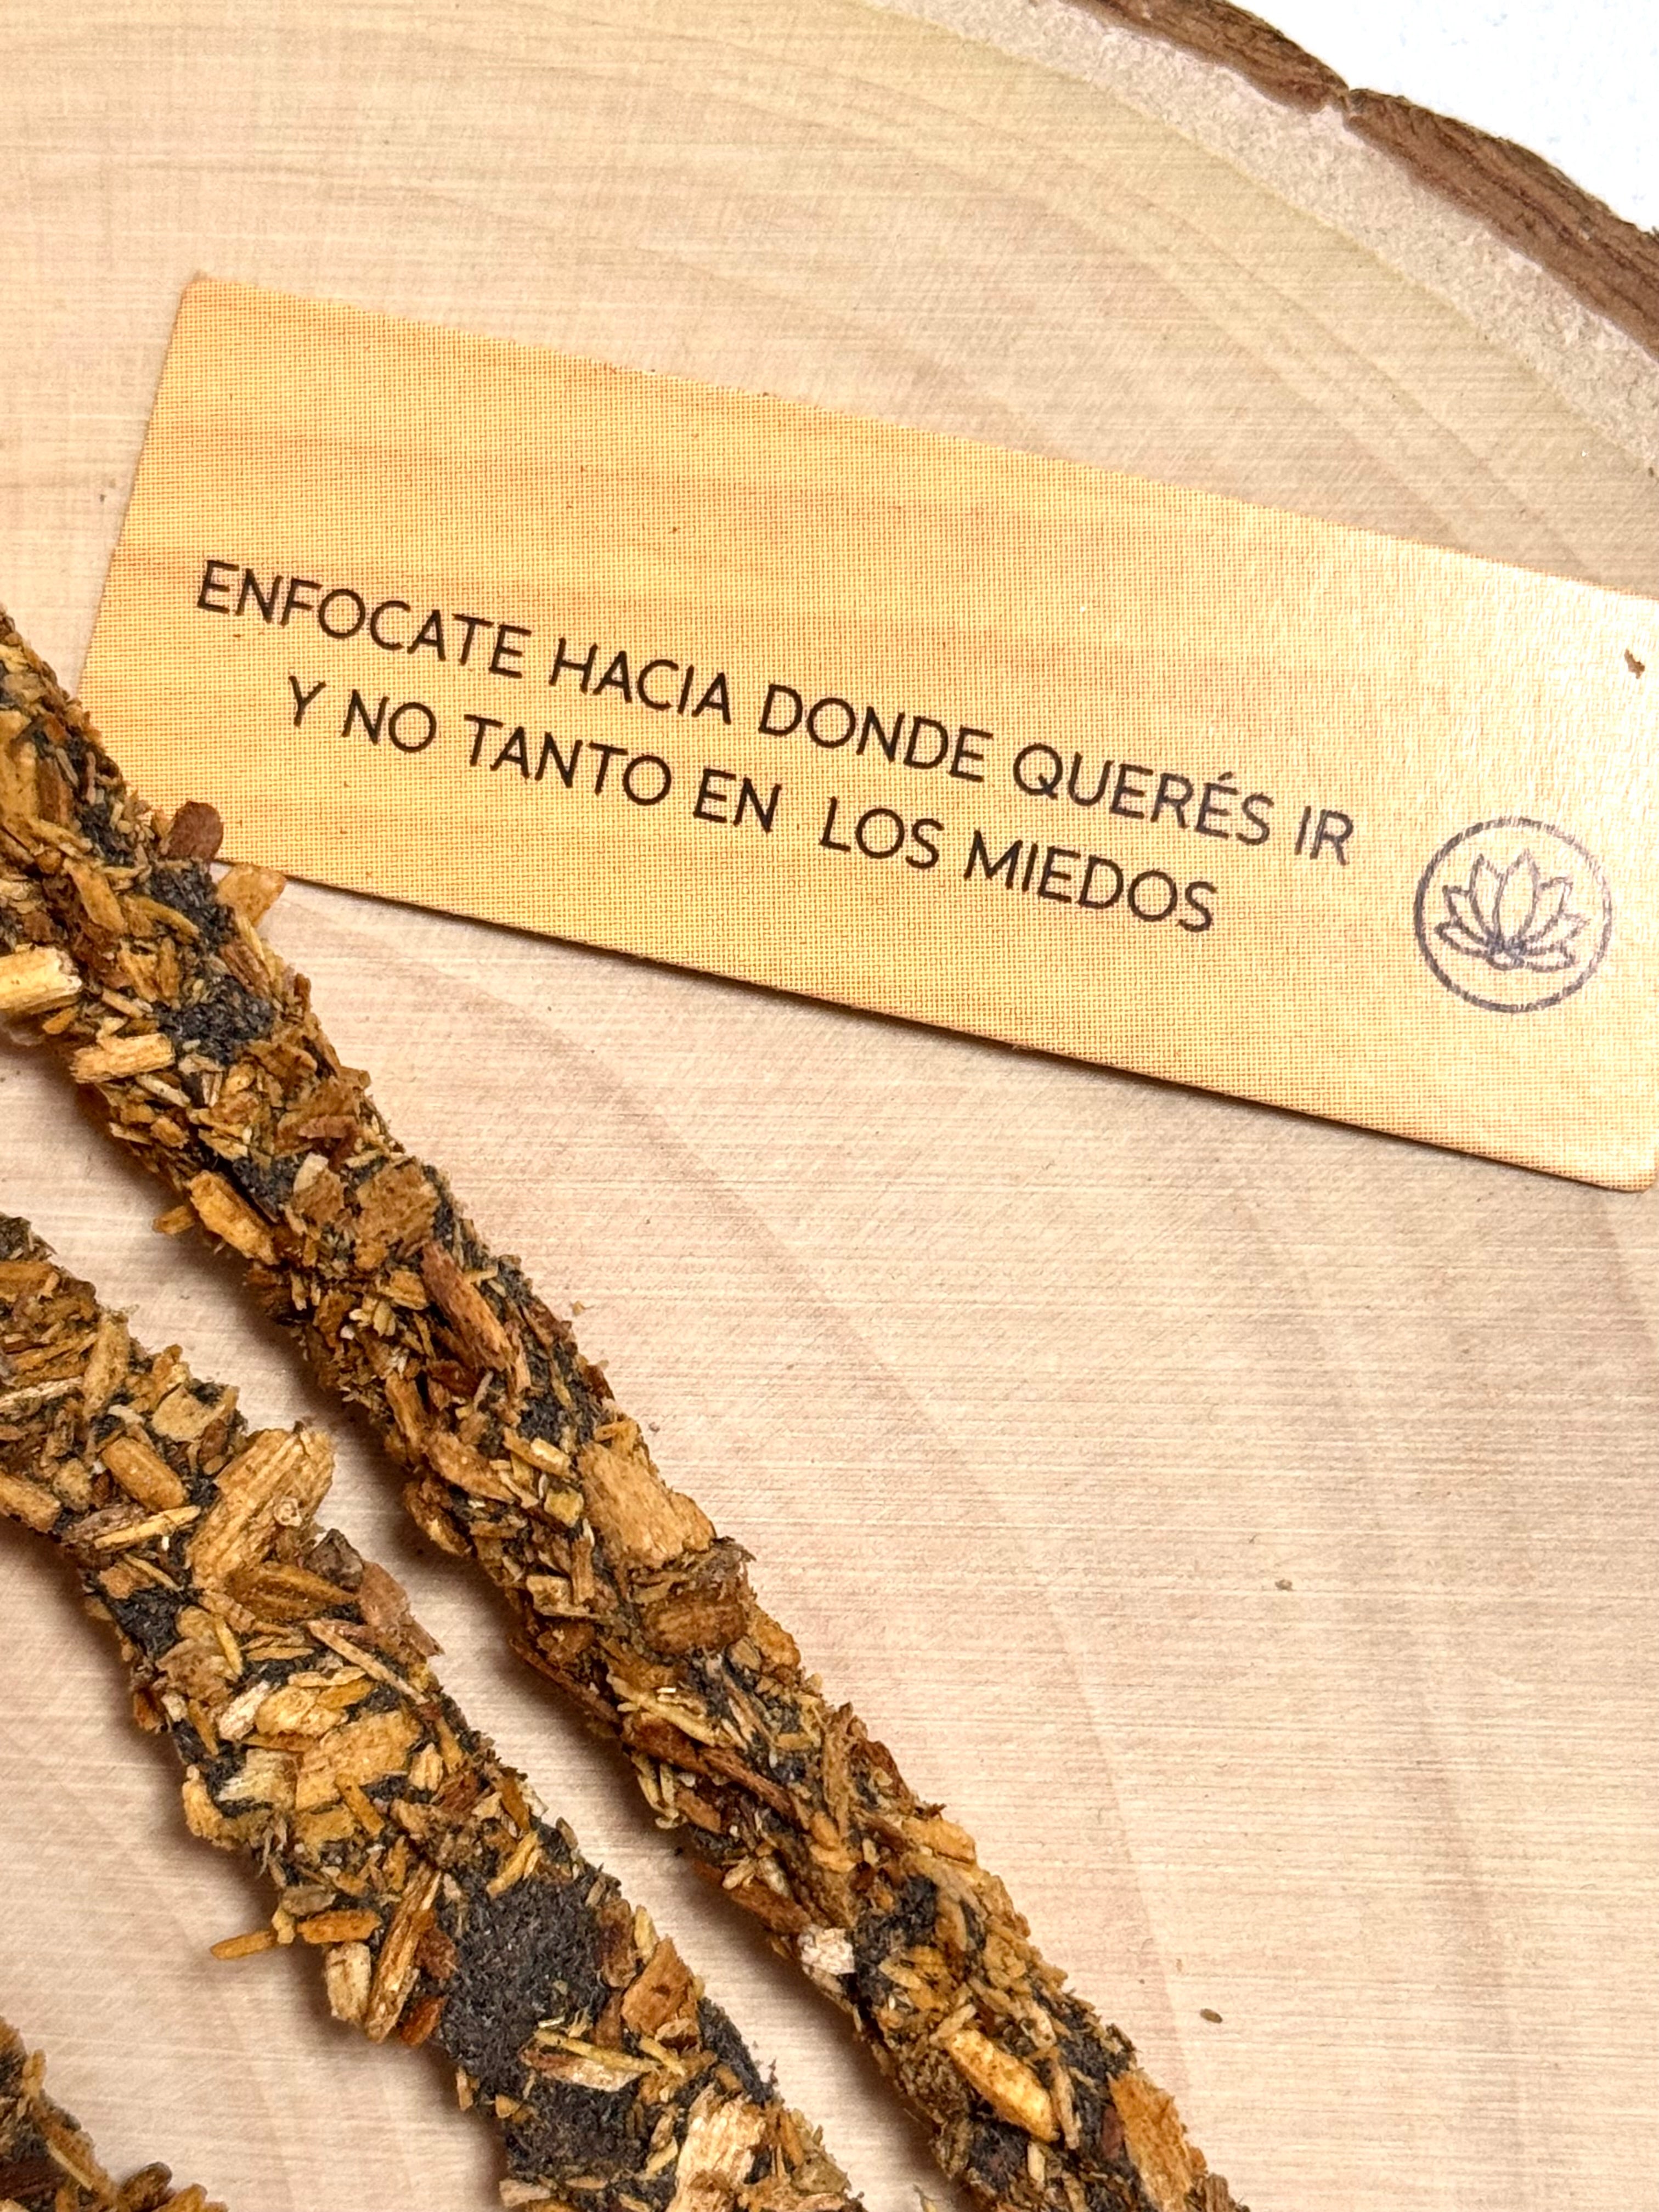 ENFOCATE HACIA DONDE QUERÉS IR
Y NO TANTO EN LOS MIEDOS